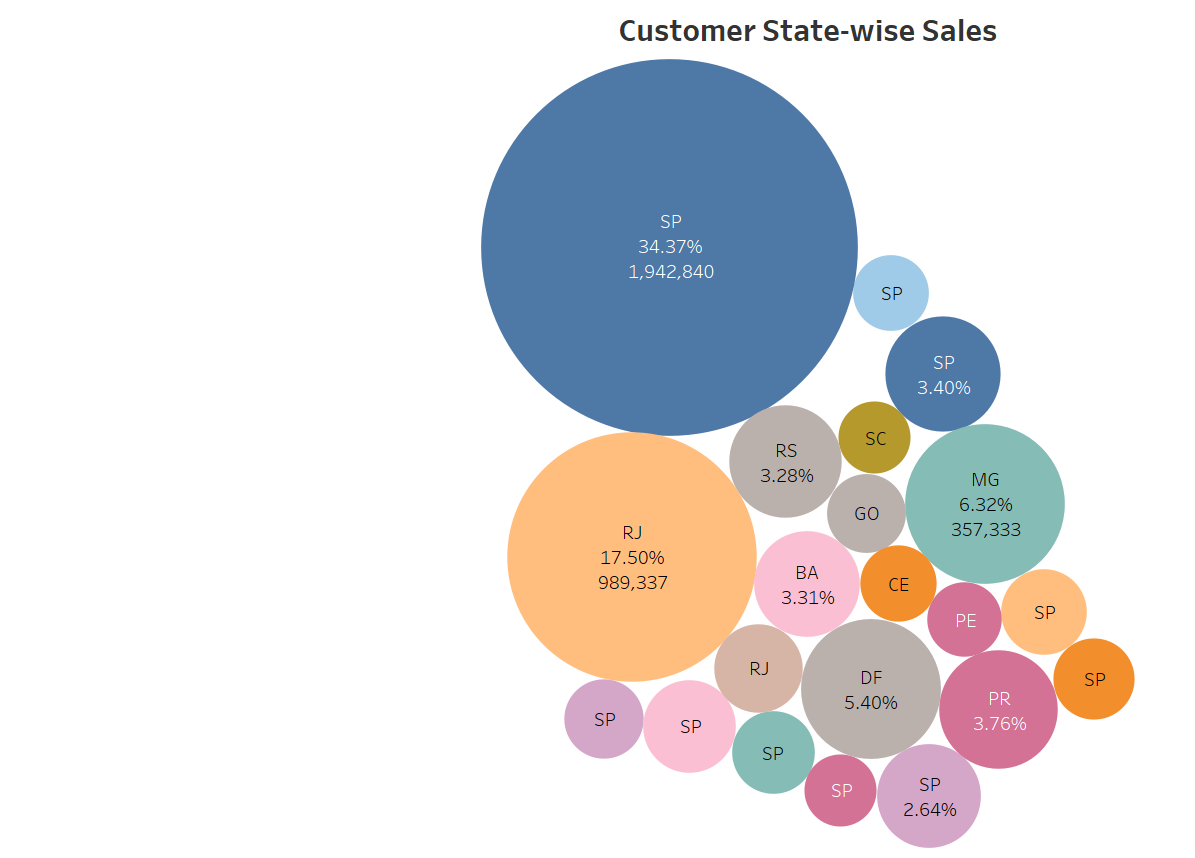 Customer State-wise Sales
SP
34.37%
1,942,840
SP
SP
3.40%
SC
RS
3.28%
MG
6.32%
357,333
GO
RJ
17.50%
989,337
BA
3.31%
CE
PE
SP
RJ
DF
5.40%
SP
PR
3.76%
SP
SP
SP
SP
SP
2.64%